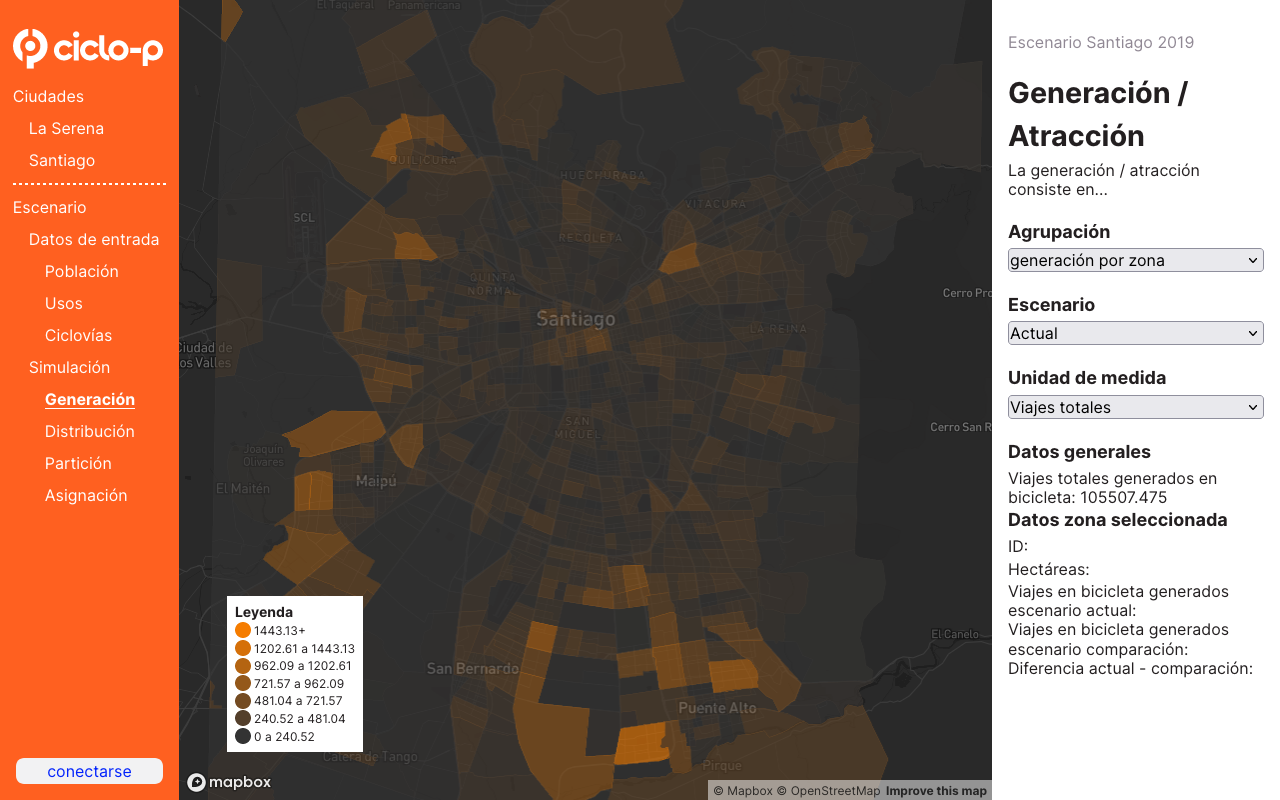 ciclo-p
Ciudades
La Serena
Santiago
Escenario
Datos de entrada
Población
Usos
Ciclovías
Simulación
Generación
Distribución
Partición
Asignación
conectarse
El Taqueral
Panamericana
QUILICURA
HUECHURABA
VITACURA
SCL
RECOLETA
QUINTA
NORMAL
Cerro Pro
Santiago
LA REINA
Ciudad de
os Valles
SAN
MIGUEL
Cerro San R
Joaquín
Olivares
El Maitén
Maipú
El Canelo
San Bernardo
Puente Alto
Calera de Tango
Pirque
Leyenda
1443.13+
1202.61 a 1443.13
962.09 a 1202.61
721.57 a 962.09
481.04 a 721.57
240.52 a 481.04
0 a 240.52
mapbox
© Mapbox © OpenStreetMap Improve this map
Escenario Santiago 2019
Generación /
Atracción
La generación / atracción
consiste en...
Agrupación
generación por zona
Escenario
Actual
Unidad de medida
Viajes totales
Datos generales
Viajes totales generados en
bicicleta: 105507.475
Datos zona seleccionada
ID:
Hectáreas:
Viajes en bicicleta generados
escenario actual:
Viajes en bicicleta generados
escenario comparación:
Diferencia actual - comparación: